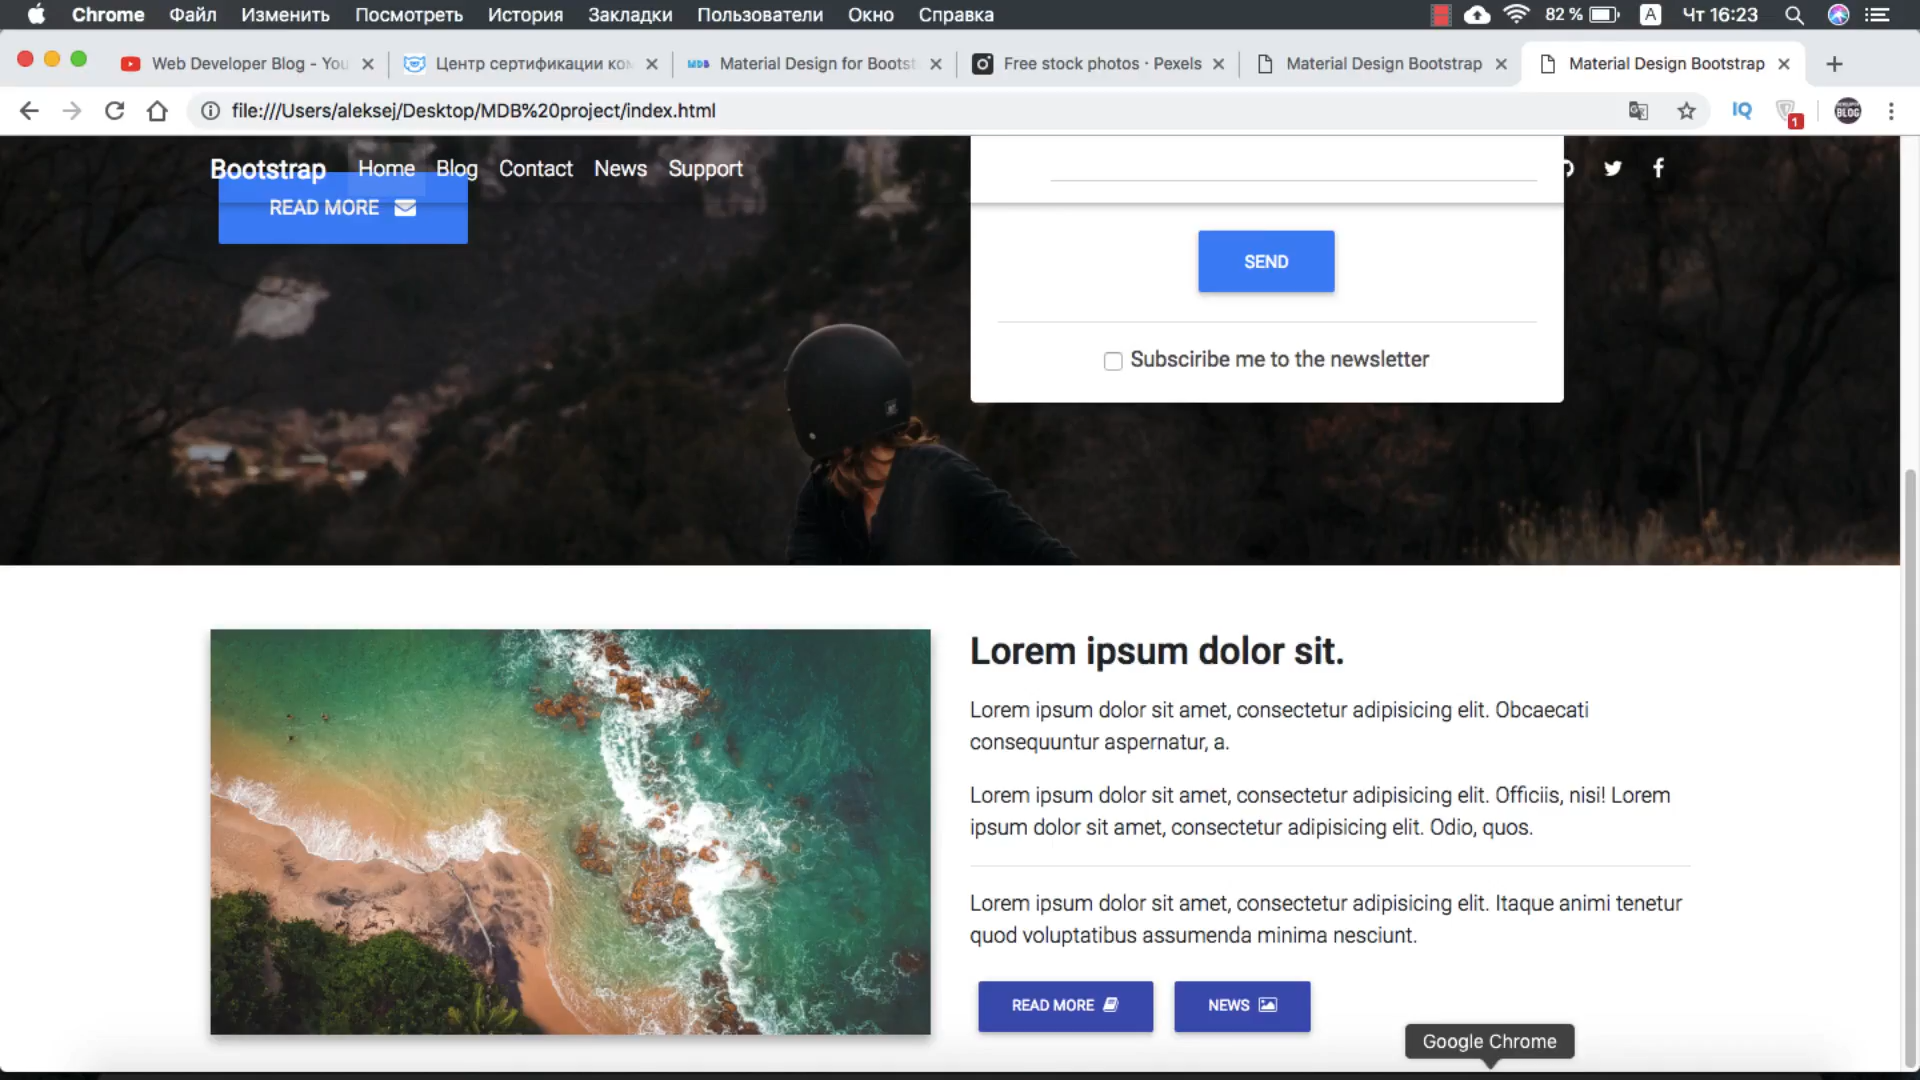 Chrome Файл Изменить Посмотреть История Закладки Пользователи Окно Справка 82 % A Чт 16:23
Web Developer Blog - You Центр сертификации ком Material Design for Bootst Free stock photos · Pexels Material Design Bootstrap Material Design Bootstrap
file:///Users/aleksej/Desktop/MDB%20project/index.html IQ 1 BLOG
Bootstrap Home Blog Contact News Support
READ MORE
SEND
Subsciribe me to the newsletter
Lorem ipsum dolor sit.
Lorem ipsum dolor sit amet, consectetur adipisicing elit. Obcaecati
consequuntur aspernatur, a.
Lorem ipsum dolor sit amet, consectetur adipisicing elit. Officiis, nisi! Lorem
ipsum dolor sit amet, consectetur adipisicing elit. Odio, quos.
Lorem ipsum dolor sit amet, consectetur adipisicing elit. Itaque animi tenetur
quod voluptatibus assumenda minima nesciunt.
READ MORE NEWS
Google Chrome